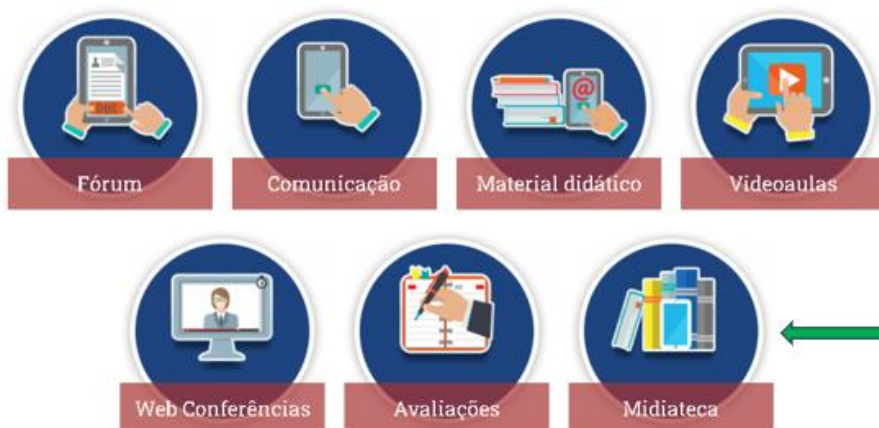 Fórum
Comunicação
Material didático
Videoaulas
Web Conferências
Avaliações
Midiateca